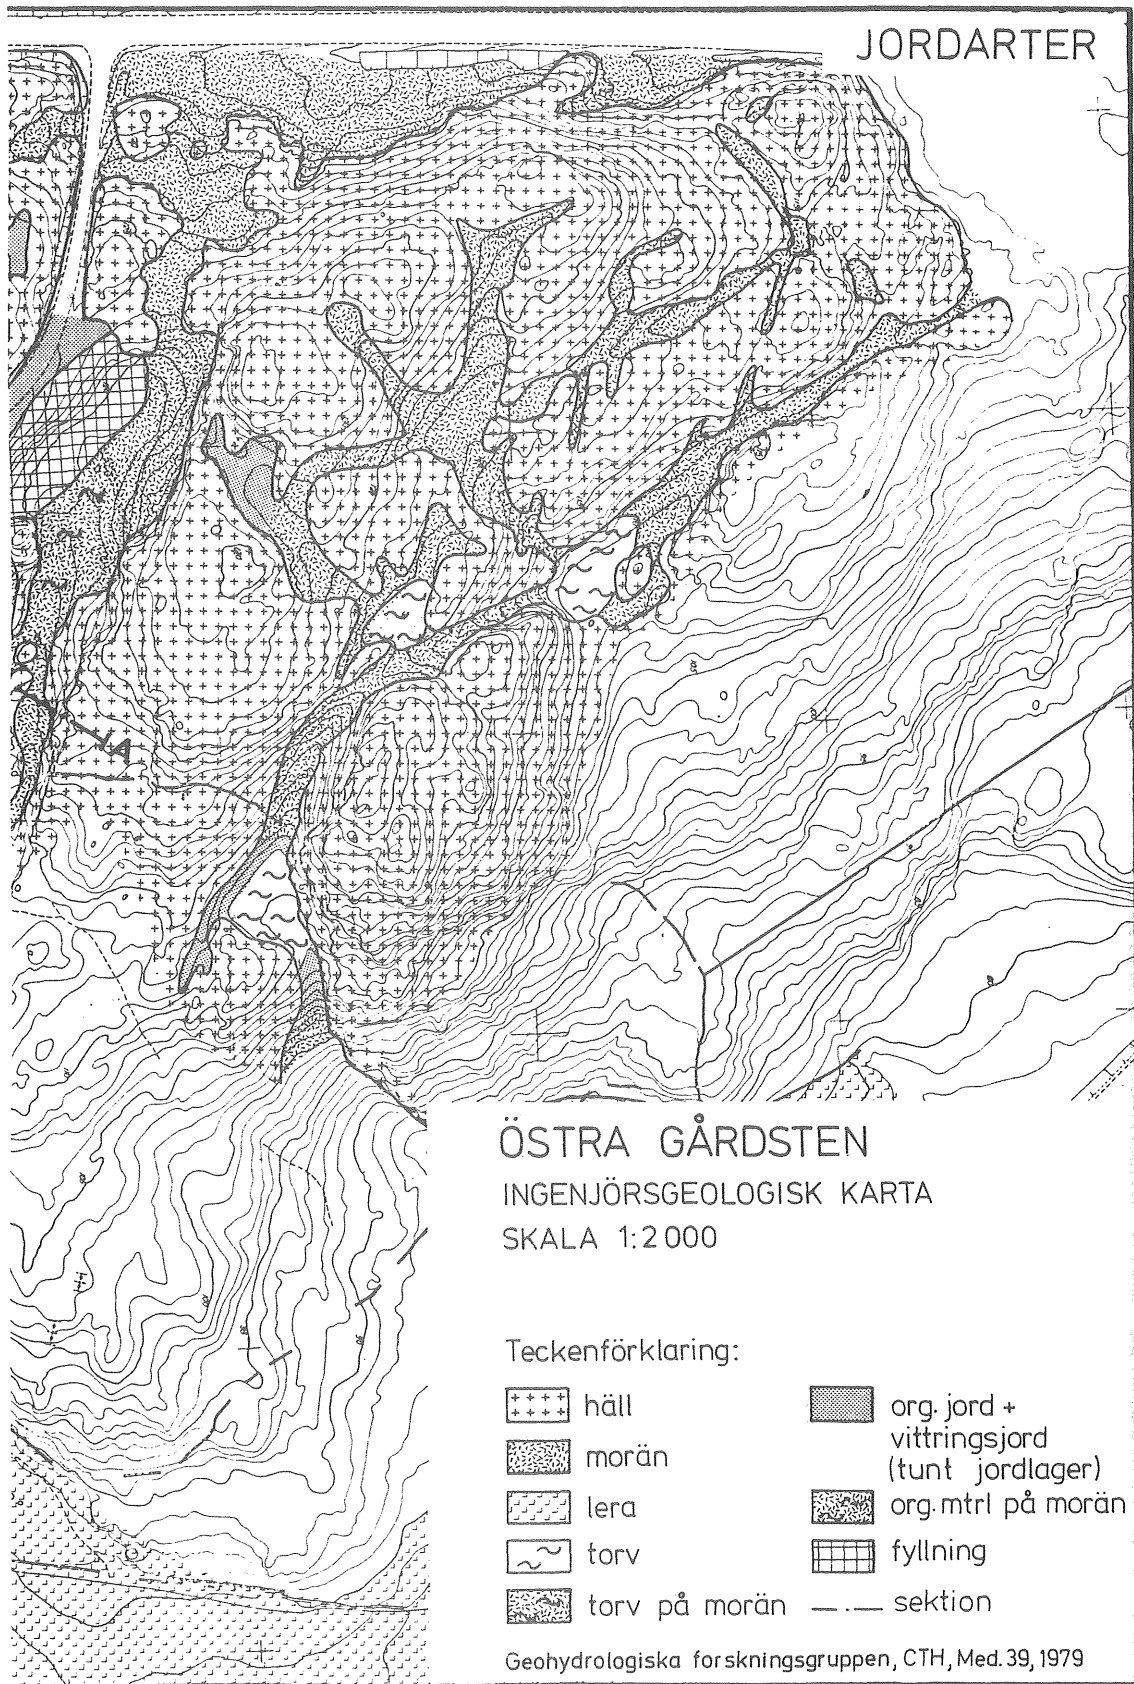 JORDARTER
A
ÖSTRA GÅRDSTEN
INGENJÖRSGEOLOGISK KARTA
SKALA 1:2000
Teckenförklaring:
häll
morän
lera
torv
torv på morän
org. jord +
vittringsjord
(tunt jordlager)
org. mtrl på morän
fyllning
sektion
Geohydrologiska forskningsgruppen, CTH, Med. 39, 1979